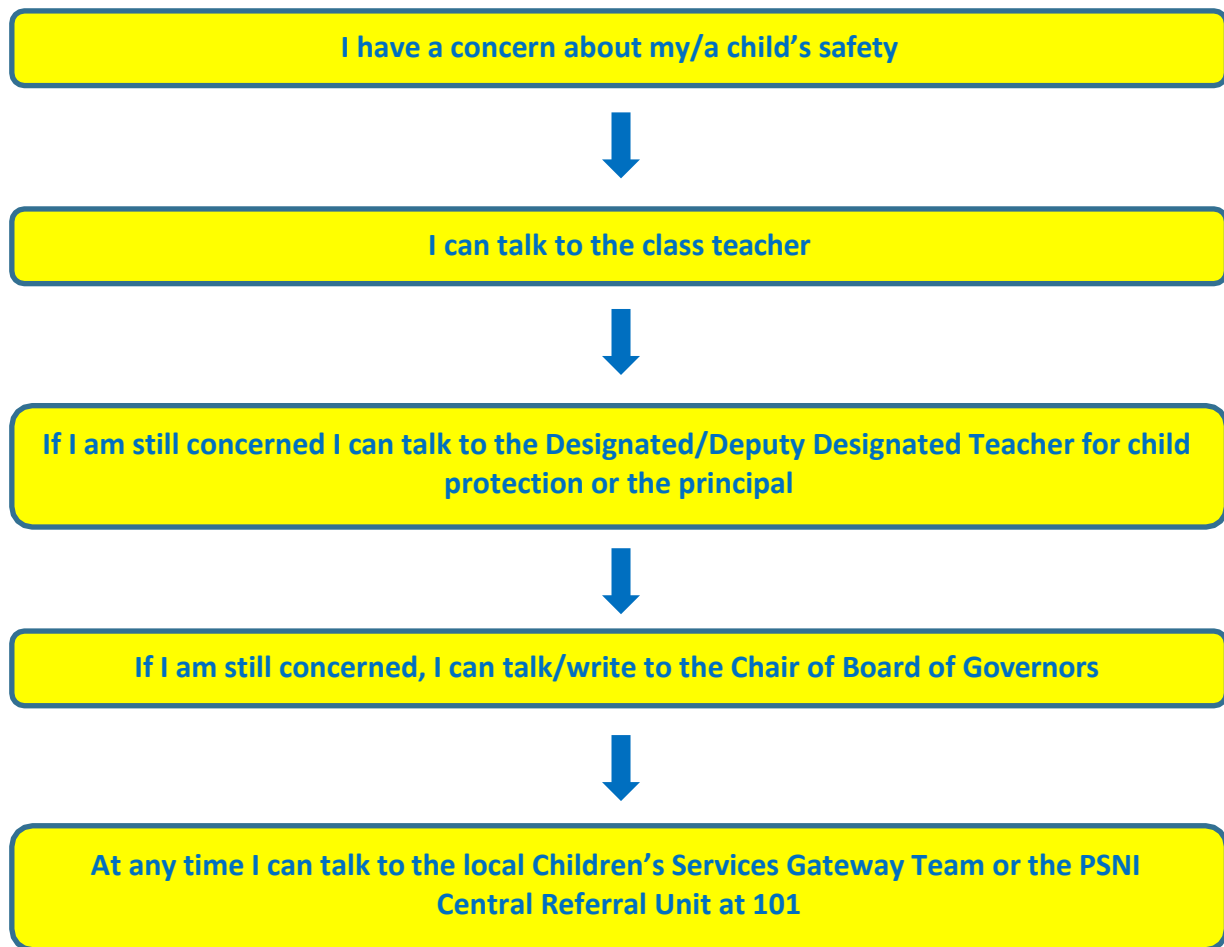 I have a concern about my/a child’s safety
I can talk to the class teacher
If I am still concerned I can talk to the Designated/Deputy Designated Teacher for child
protection or the principal
If I am still concerned, I can talk/write to the Chair of Board of Governors
At any time I can talk to the local Children’s Services Gateway Team or the PSNI
Central Referral Unit at 101